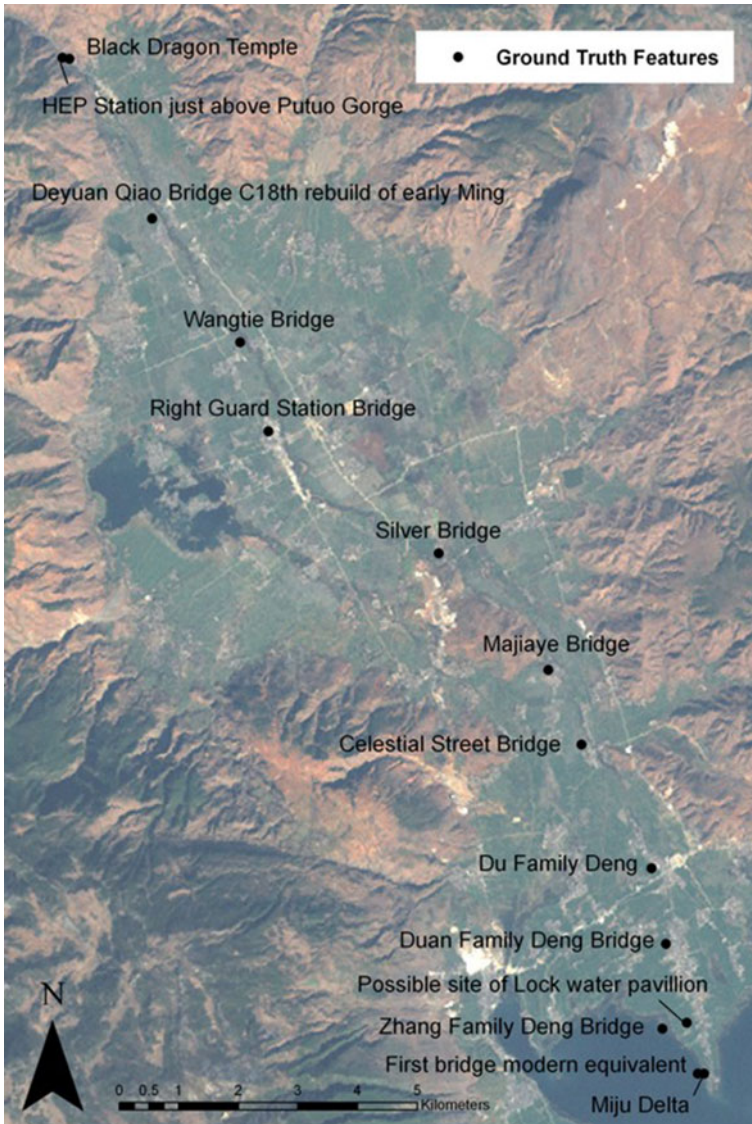 Black Dragon Temple
Ground Truth Features
HEP Station just above Putuo Gorge
Deyuan Qiao Bridge C18th rebuild of early Ming
Wangtie Bridge
Right Guard Station Bridge
Silver Bridge
Majiaye Bridge
Celestial Street Bridge
Du Family Deng
Duan Family Deng Bridge
Possible site of Lock water pavillion
N
Zhang Family Deng Bridge
First bridge modern equivalent
0 0.5 1 2 3 4 5
Kilometers
Miju Delta